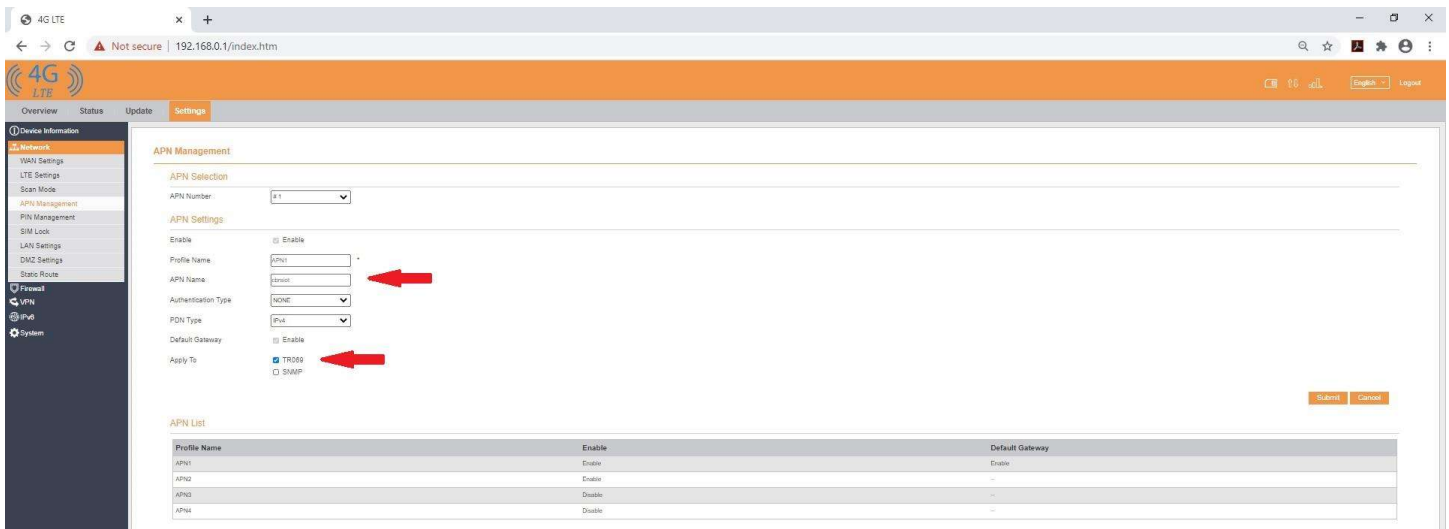 4G LTE
Not secure 192.168.0.1/index.htm
4G
LTE
English Logout
Overview Status Update Settings
Device Information
Network
WAN Settings
LTE Settings
Scan Mode
APN Management
PIN Management
SIM Lock
LAN Settings
DMZ Settings
Static Route
Firewall
VPN
IPv6
System
APN Management
APN Selection
APN Number # 1
APN Settings
Enable Enable
Profile Name APN1 *
APN Name
Authentication Type NONE
PDN Type IPv4
Default Gateway Enable
Apply To TR069
SNMP
Submit Cancel
APN List
Profile Name Enable Default Gateway
APN1 Enable Enable
APN2 Enable --
APN3 Disable --
APN4 Disable --